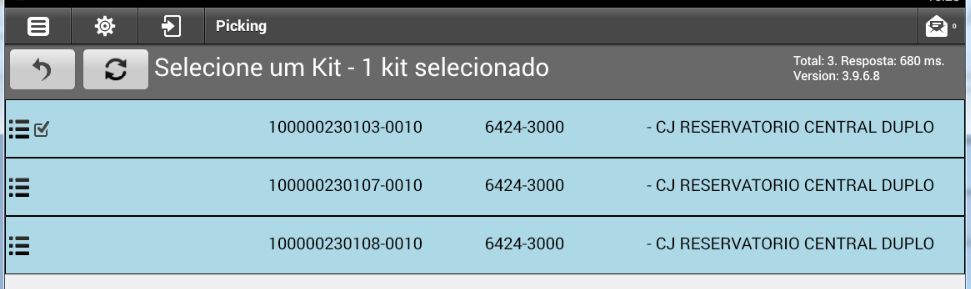 Picking
0
Selecione um Kit - 1 kit selecionado
Total: 3. Resposta: 680 ms.
Version: 3.9.6.8
100000230103-0010 6424-3000 - CJ RESERVATORIO CENTRAL DUPLO
100000230107-0010 6424-3000 - CJ RESERVATORIO CENTRAL DUPLO
100000230108-0010 6424-3000 - CJ RESERVATORIO CENTRAL DUPLO